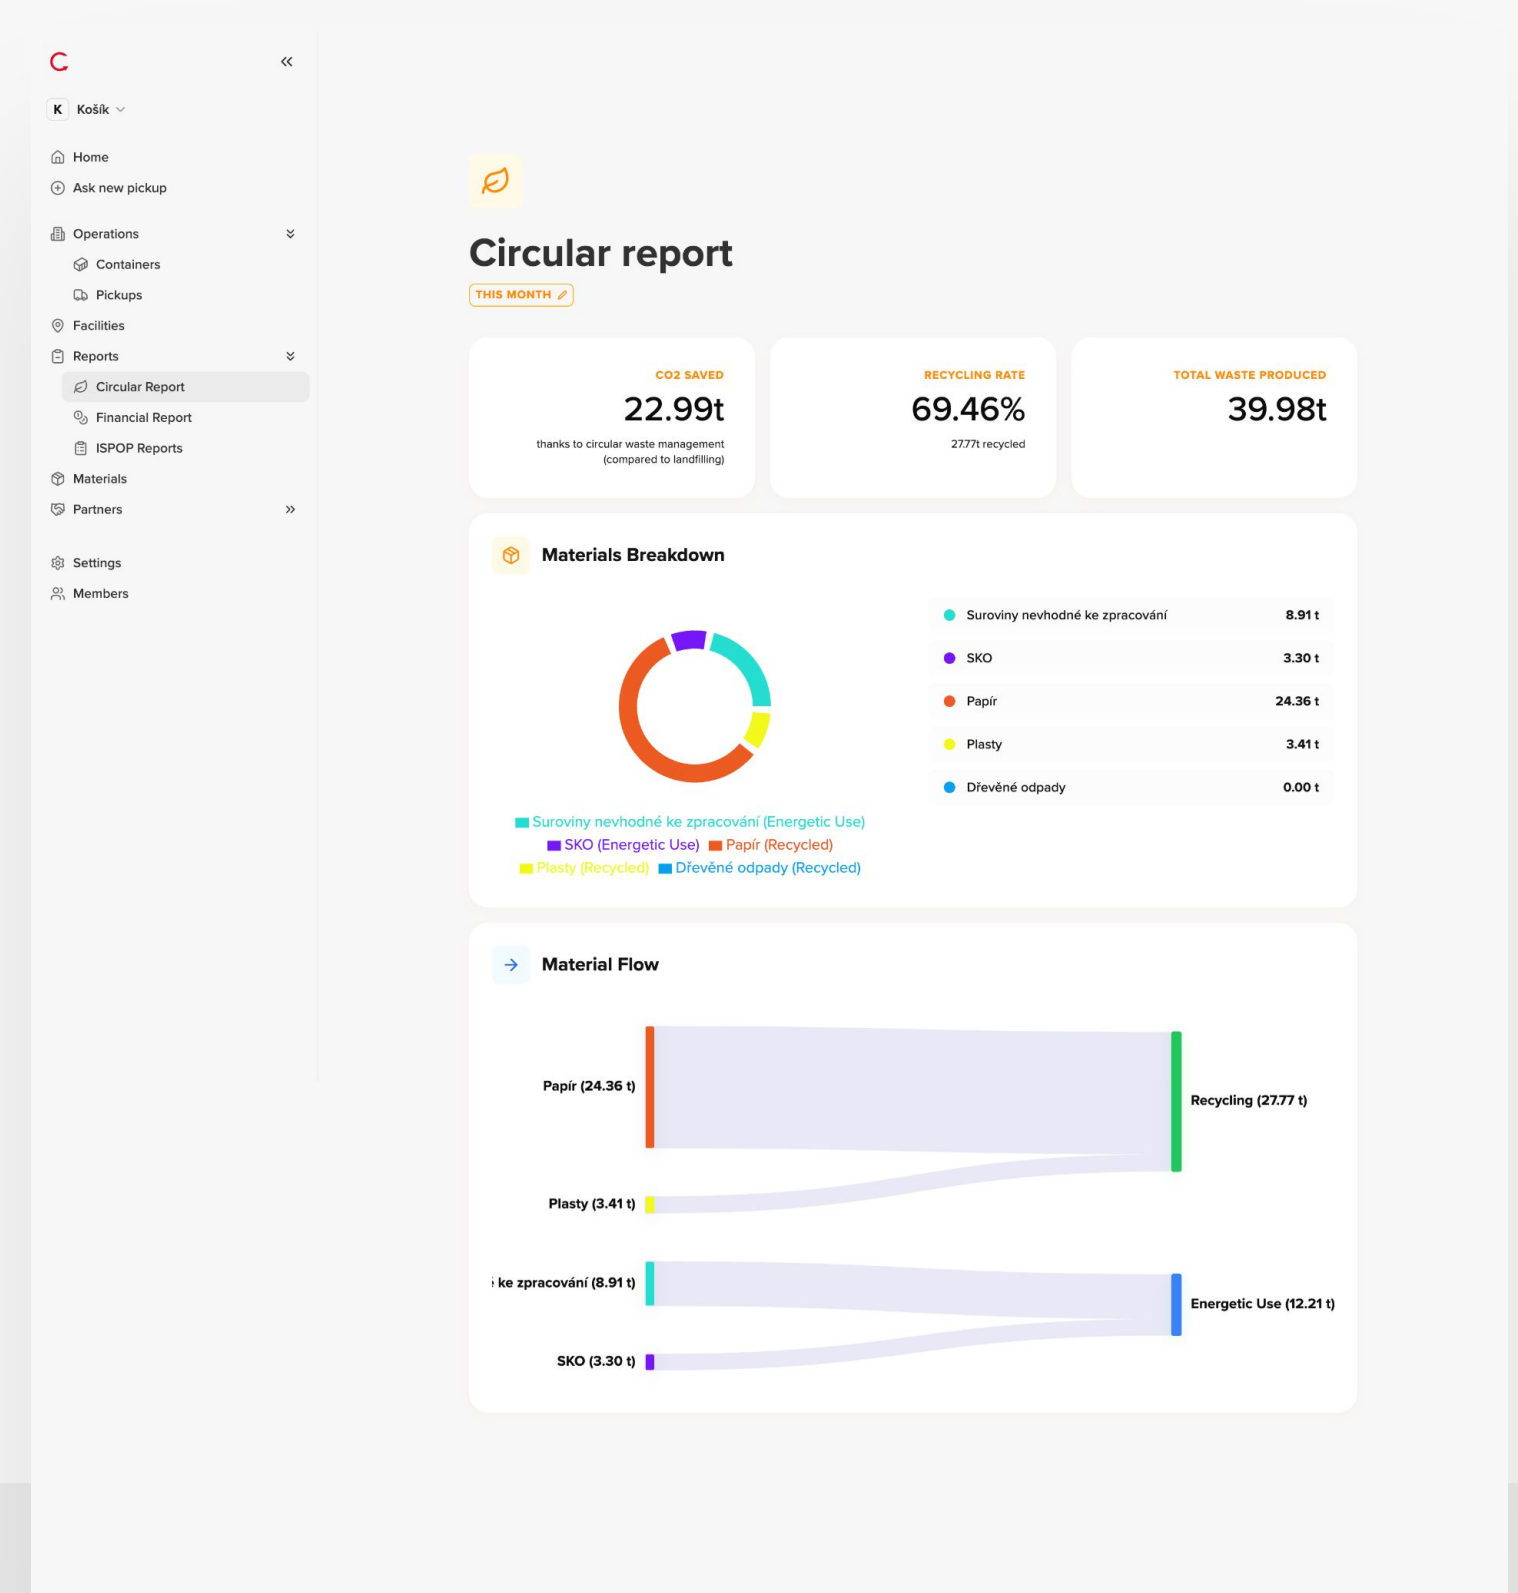 K Košík
Home
Ask new pickup
Operations
Containers
Pickups
Facilities
Reports
Circular Report
Financial Report
ISPOP Reports
Materials
Partners
Settings
Members
Circular report
THIS MONTH
CO2 SAVED
22.99t
thanks to circular waste management
(compared to landfilling)
RECYCLING RATE
69.46%
27.77t recycled
TOTAL WASTE PRODUCED
39.98t
Materials Breakdown
Suroviny nevhodné ke zpracování 8.91 t
SKO 3.30 t
Papír 24.36 t
Plasty 3.41 t
Dřevěné odpady 0.00 t
Suroviny nevhodné ke zpracování (Energetic Use)
SKO (Energetic Use) Papír (Recycled)
Plasty (Recycled) Dřevěné odpady (Recycled)
Material Flow
Papír (24.36 t)
Recycling (27.77 t)
Plasty (3.41 t)
ke zpracování (8.91 t)
Energetic Use (12.21 t)
SKO (3.30 t)